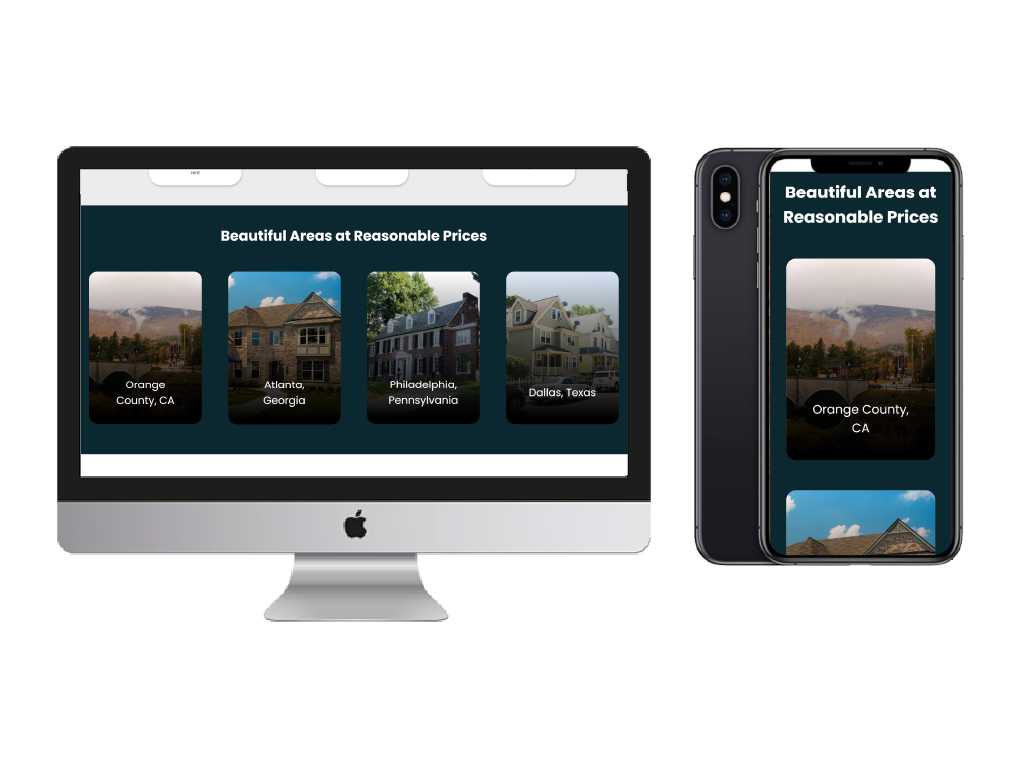 rent
Beautiful Areas at Reasonable Prices
Orange
County, CA
Atlanta,
Georgia
Philadelphia,
Pennsylvania
Dallas, Texas
Beautiful Areas at
Reasonable Prices
Orange County,
CA